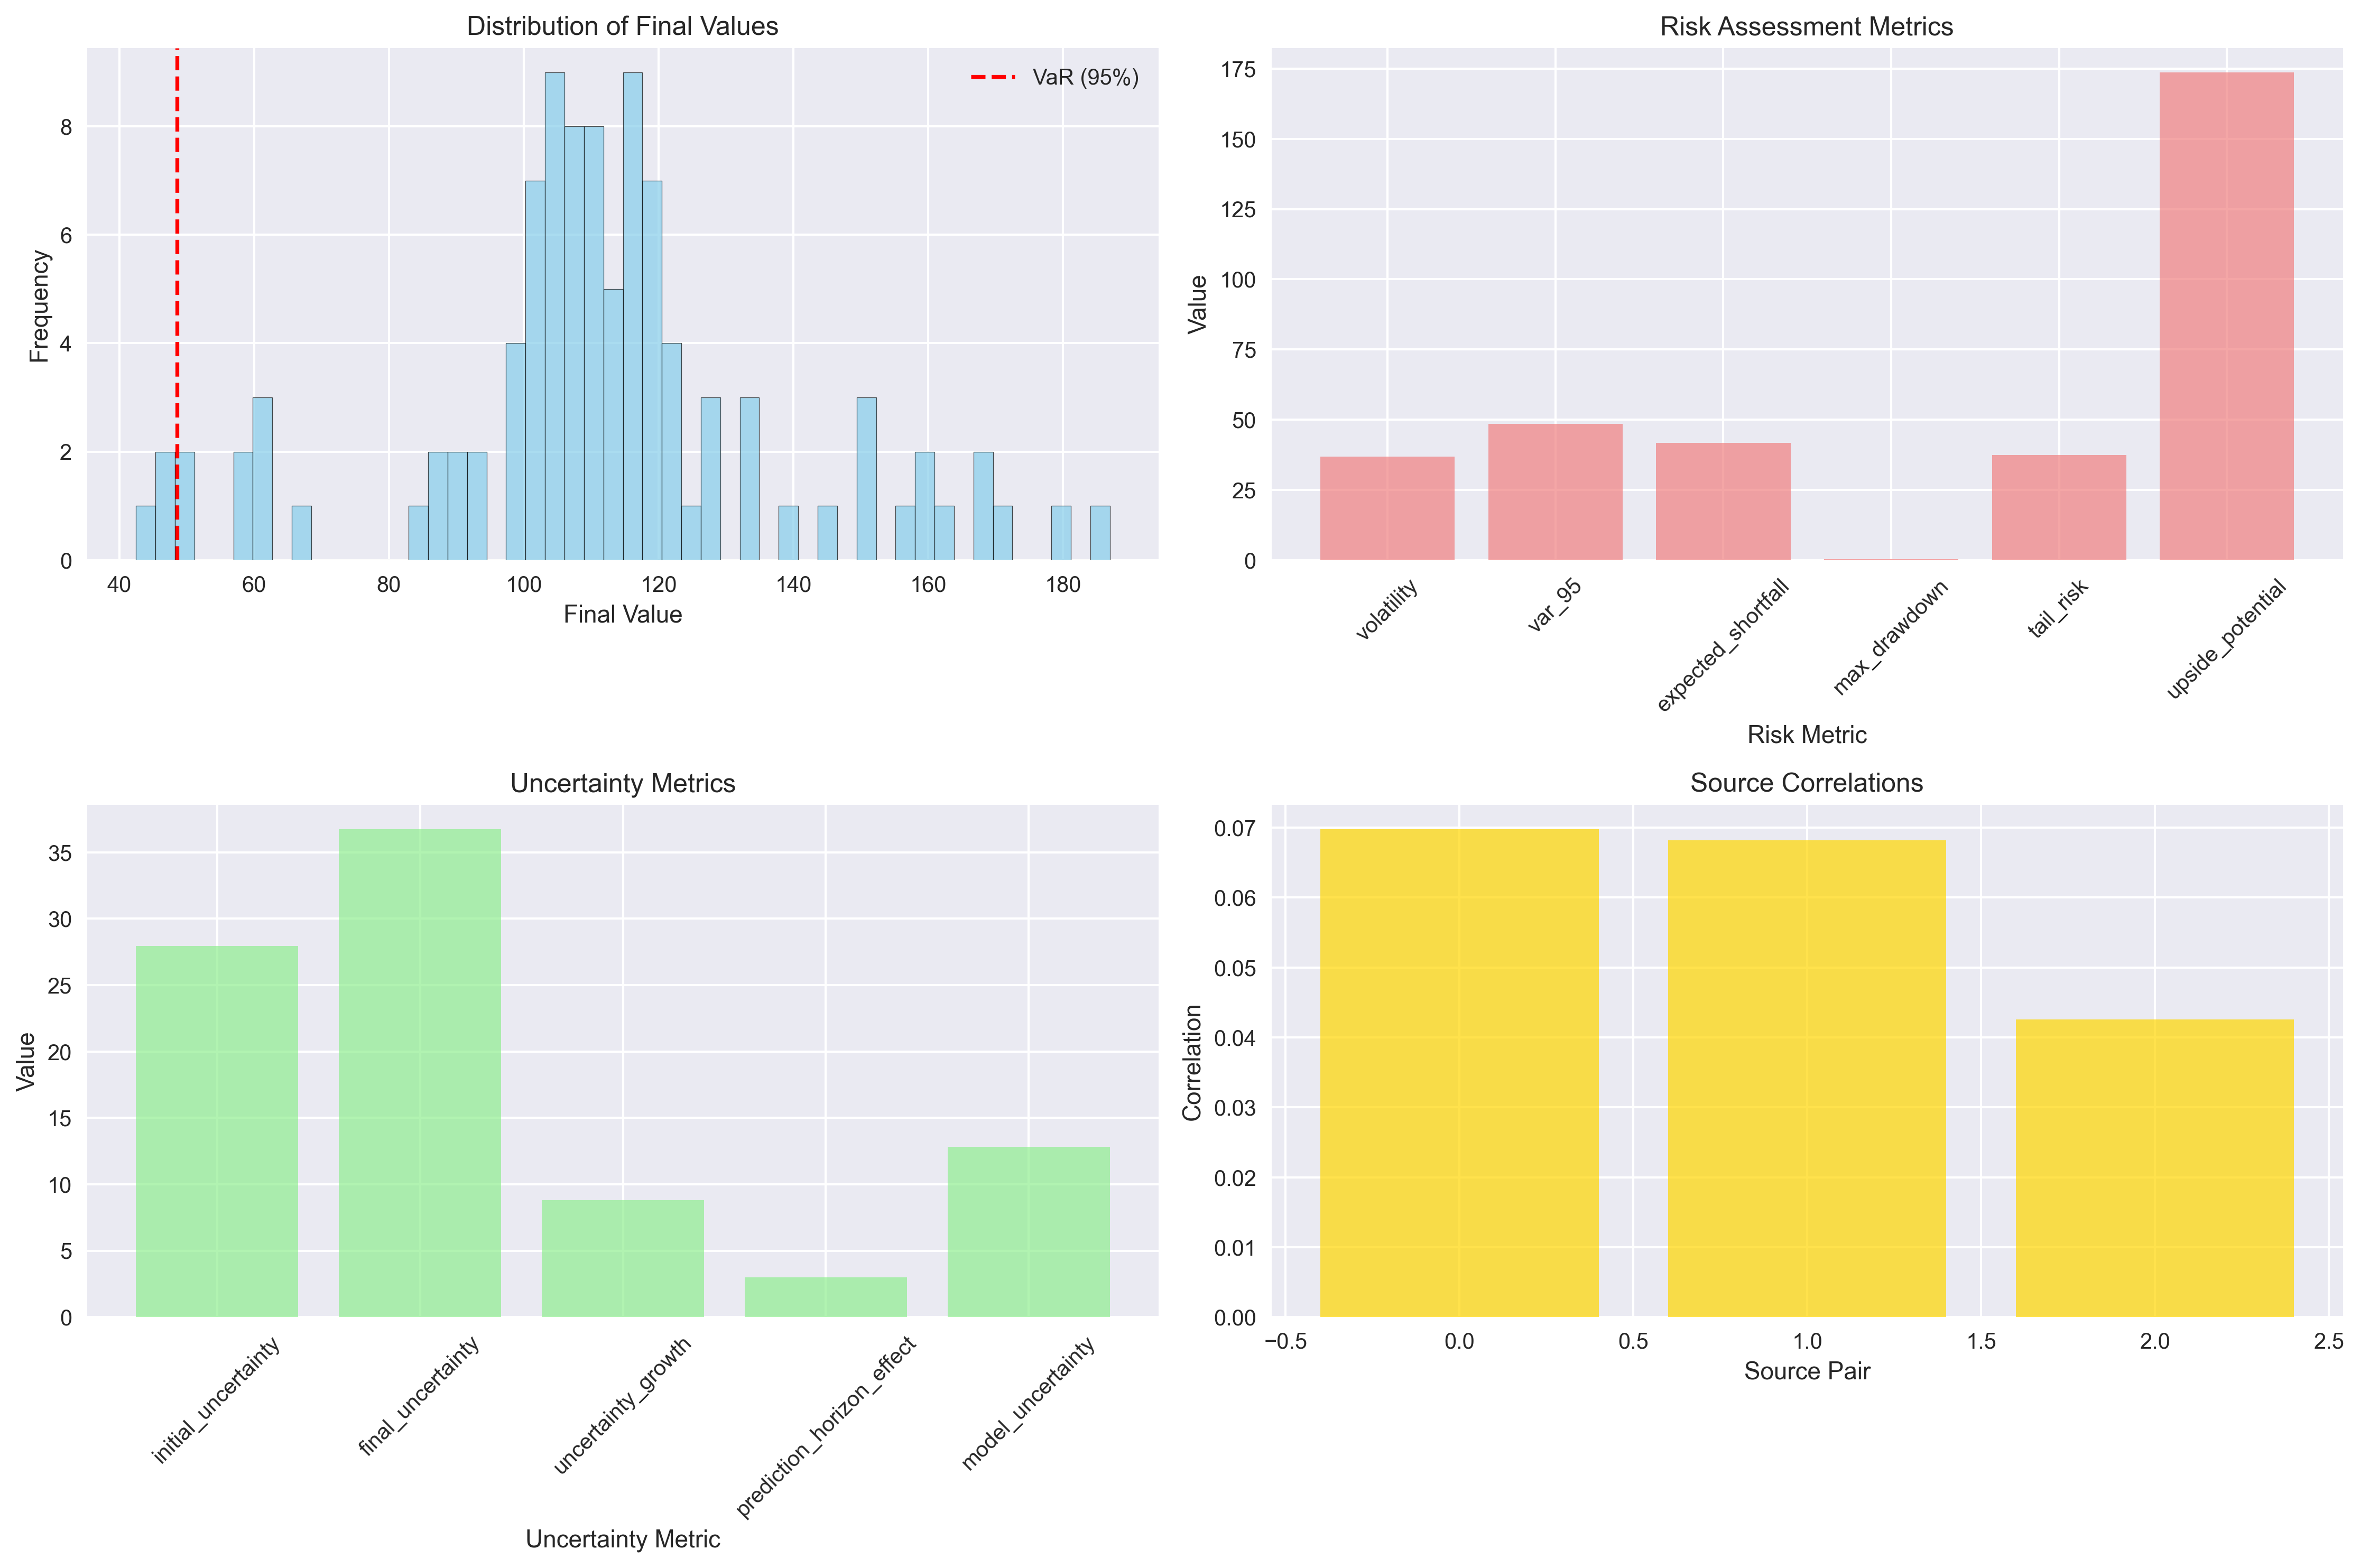 Distribution of Final Values
VaR (95%)
Frequency
8
6
4
2
0
40 60 80 100 120 140 160 180
Final Value
Risk Assessment Metrics
Value
175
150
125
100
75
50
25
0
volatility
var_95
expected_shortfall
max_drawdown
tail_risk
upside_potential
Risk Metric
Uncertainty Metrics
Value
35
30
25
20
15
10
5
0
initial_uncertainty
final_uncertainty
uncertainty_growth
prediction_horizon_effect
model_uncertainty
Uncertainty Metric
Source Correlations
Correlation
0.07
0.06
0.05
0.04
0.03
0.02
0.01
0.00
−0.5 0.0 0.5 1.0 1.5 2.0 2.5
Source Pair